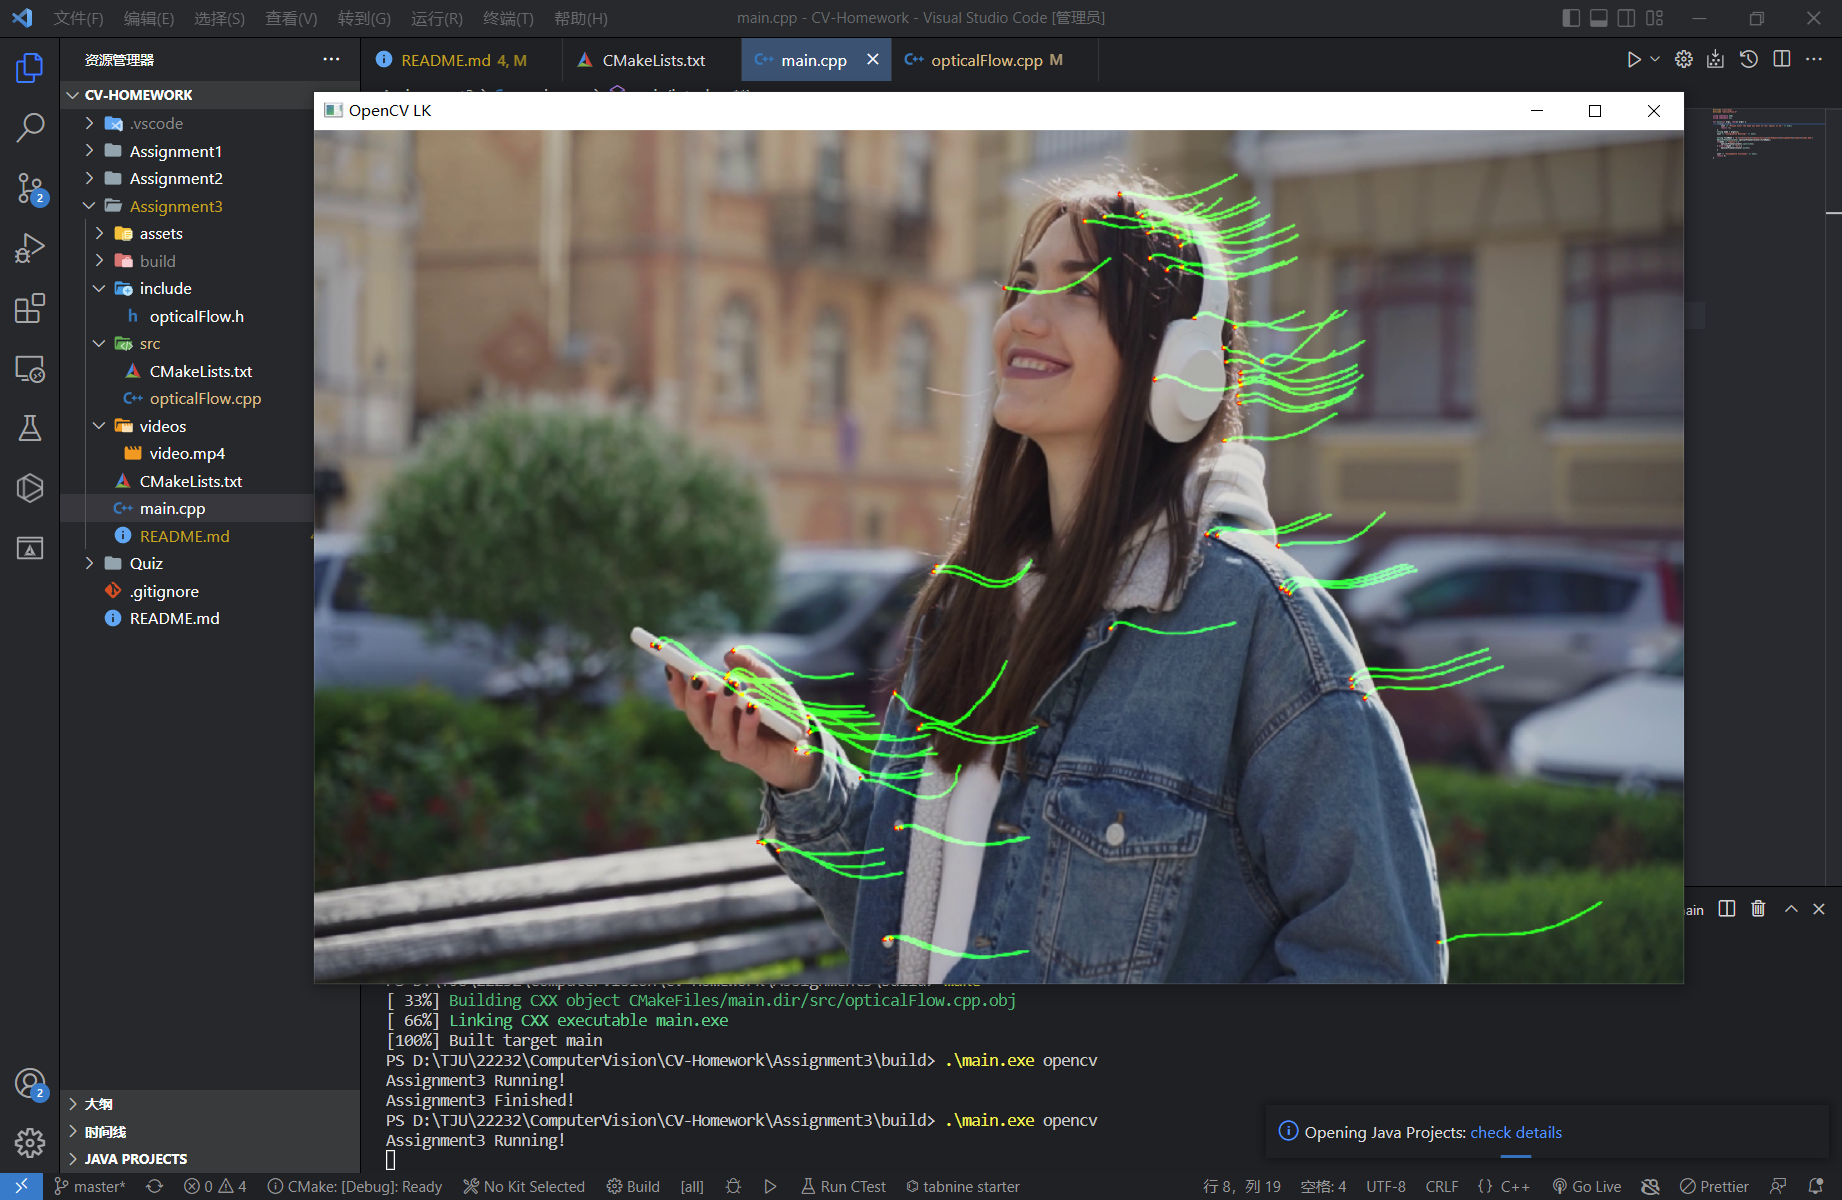 文件(F) 编辑(E) 选择(S) 查看(V) 转到(G) 运行(R) 终端(T) 帮助(H) main.cpp - CV-Homework - Visual Studio Code [管理员]
资源管理器
README.md 4, M
CMakeLists.txt
main.cpp
opticalFlow.cpp M
OpenCV LK
CV-HOMEWORK
.vscode
Assignment1
Assignment2
Assignment3
assets
build
include
opticalFlow.h
src
CMakeLists.txt
opticalFlow.cpp
videos
video.mp4
CMakeLists.txt
main.cpp
README.md
Quiz
.gitignore
README.md
2
2
大纲
时间线
JAVA PROJECTS
ain
[ 33%] Building CXX object CMakeFiles/main.dir/src/opticalFlow.cpp.obj
[ 66%] Linking CXX executable main.exe
[100%] Built target main
PS D:\TJU\22232\ComputerVision\CV-Homework\Assignment3\build> .\main.exe opencv
Assignment3 Running!
Assignment3 Finished!
PS D:\TJU\22232\ComputerVision\CV-Homework\Assignment3\build> .\main.exe opencv
Assignment3 Running!
Opening Java Projects: check details
master* 0 4 CMake: [Debug]: Ready No Kit Selected Build [all] Run CTest tabnine starter 行 8, 列 19 空格: 4 UTF-8 CRLF {} C++ Go Live Prettier